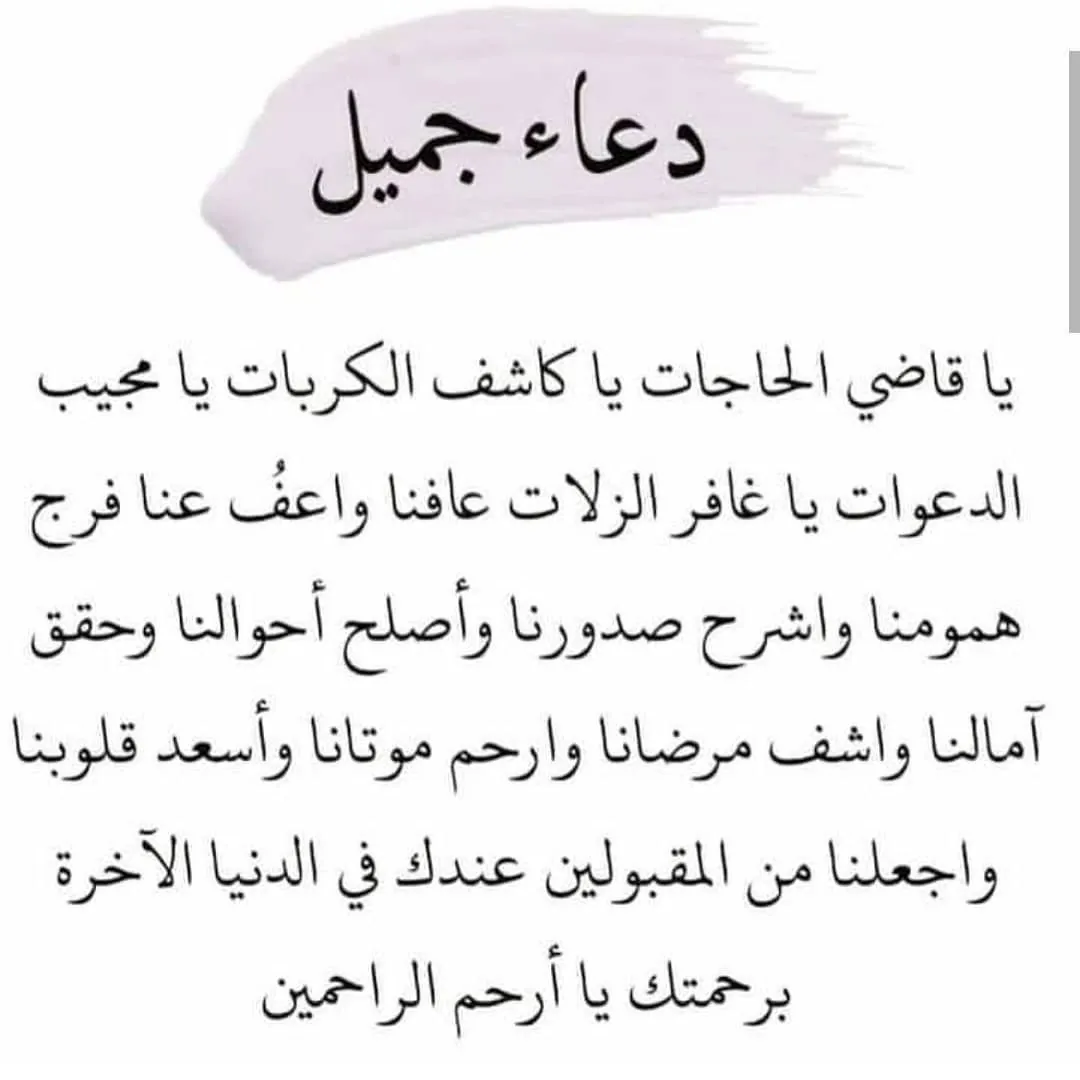 دعاء جميل
يا قاضي الحاجات يا كاشف الكربات يا مجيب
الدعوات يا غافر الزلات عافنا واعفُ عنا فرج
همومنا واشرح صدورنا وأصلح أحوالنا وحقق
آمالنا واشف مرضانا وارحم موتانا وأسعد قلوبنا
واجعلنا من المقبولين عندك في الدنيا الآخرة
برحمتك يا أرحم الراحمين